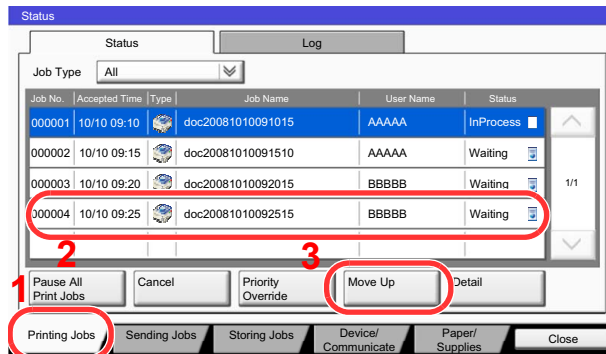 Status
Status Log
Job Type All
Job No. Accepted Time Type Job Name User Name Status
000001 10/10 09:10 doc20081010091015 AAAAA InProcess
000002 10/10 09:15 doc20081010091510 AAAAA Waiting
000003 10/10 09:20 doc20081010092015 BBBBB Waiting 1/1
000004 10/10 09:25 doc20081010092515 BBBBB Waiting
2 3
1 Pause All Cancel Priority Move Up Detail
Print Jobs Override
Printing Jobs Sending Jobs Storing Jobs Device/ Paper/ Close
Communicate Supplies